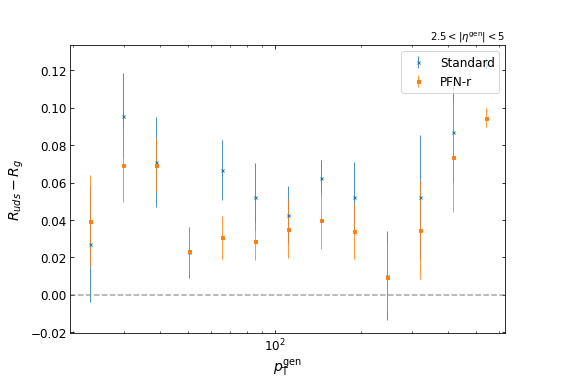 2.5 < |η^gen| < 5
Standard
PFN-r
0.12
0.10
0.08
0.06
0.04
0.02
0.00
−0.02
R_uds − R_g
10^2
p_T^gen